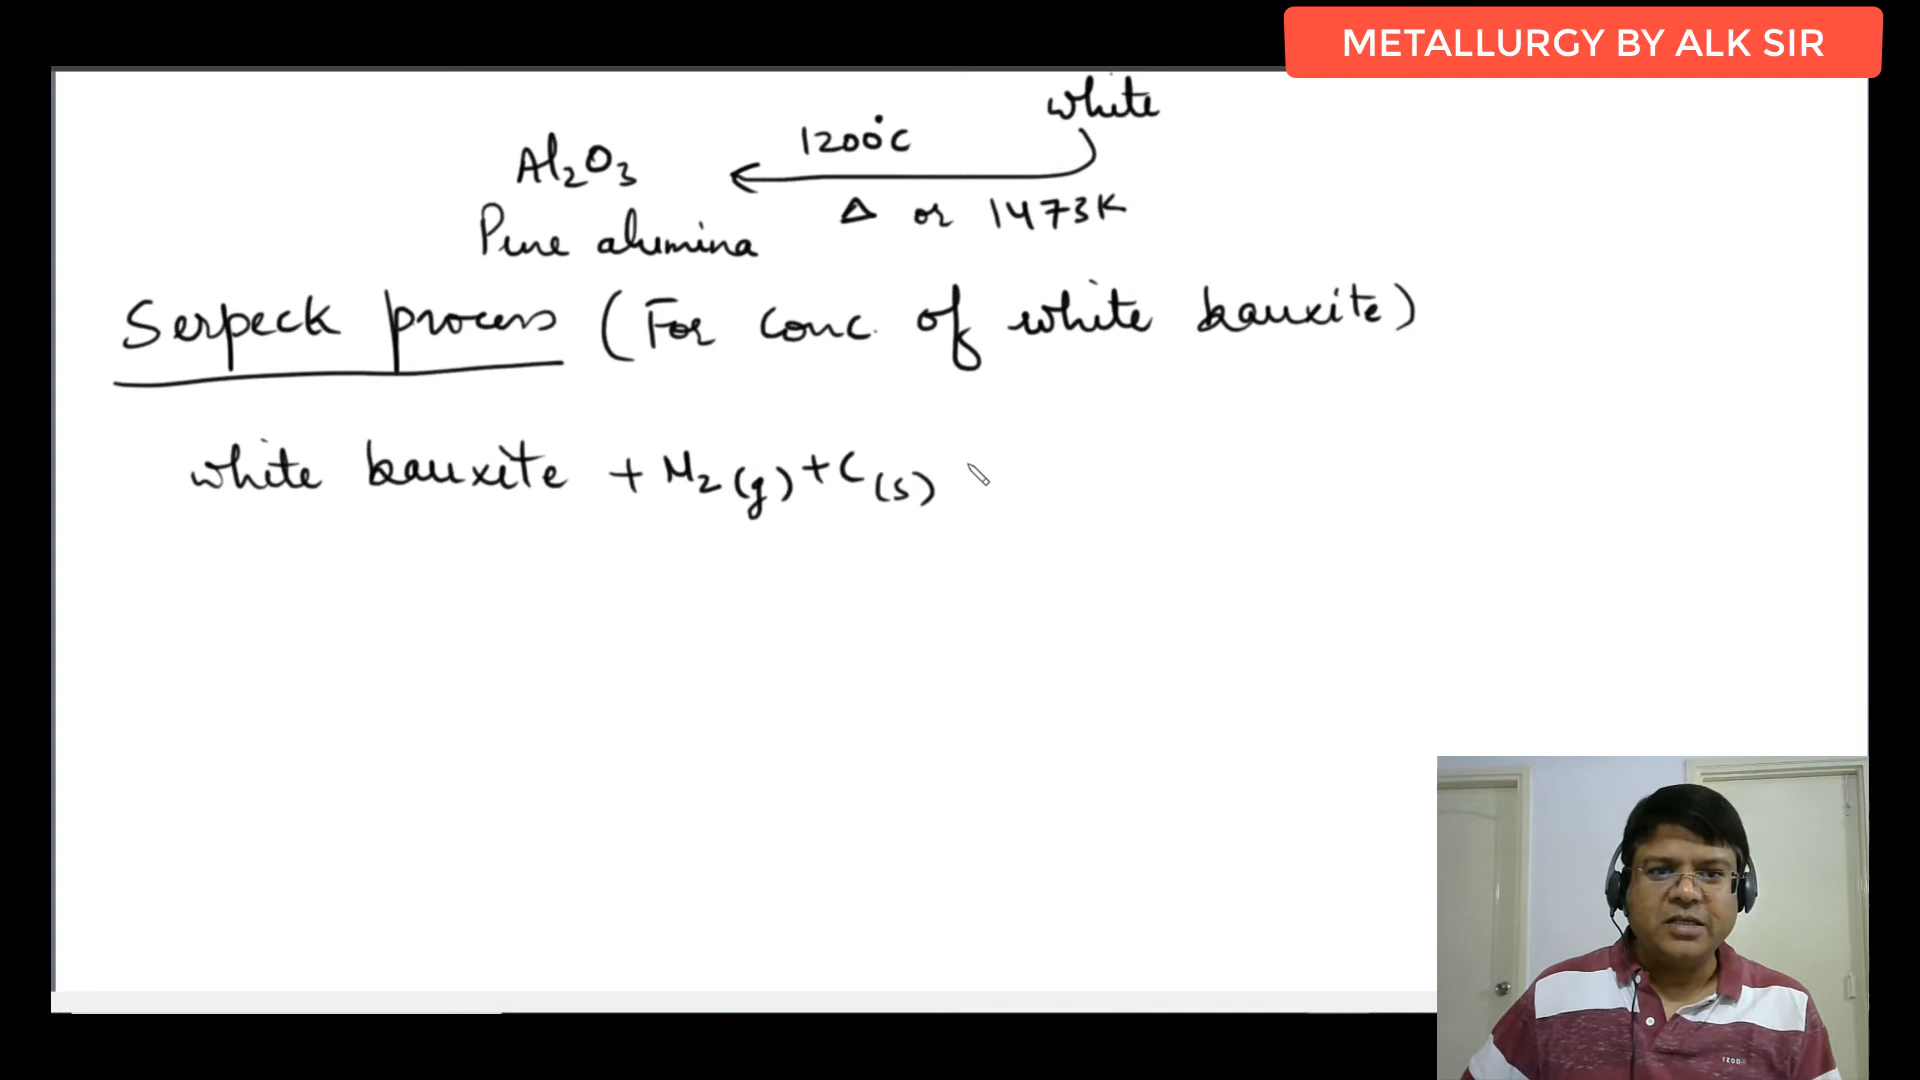 METALLURGY BY ALK SIR
white
1200°C
Al₂O₃
Δ or 1473K
Pure alumina
Serpeck process (For conc. of white bauxite)
white bauxite + N₂(g) + C(s)
IZOD